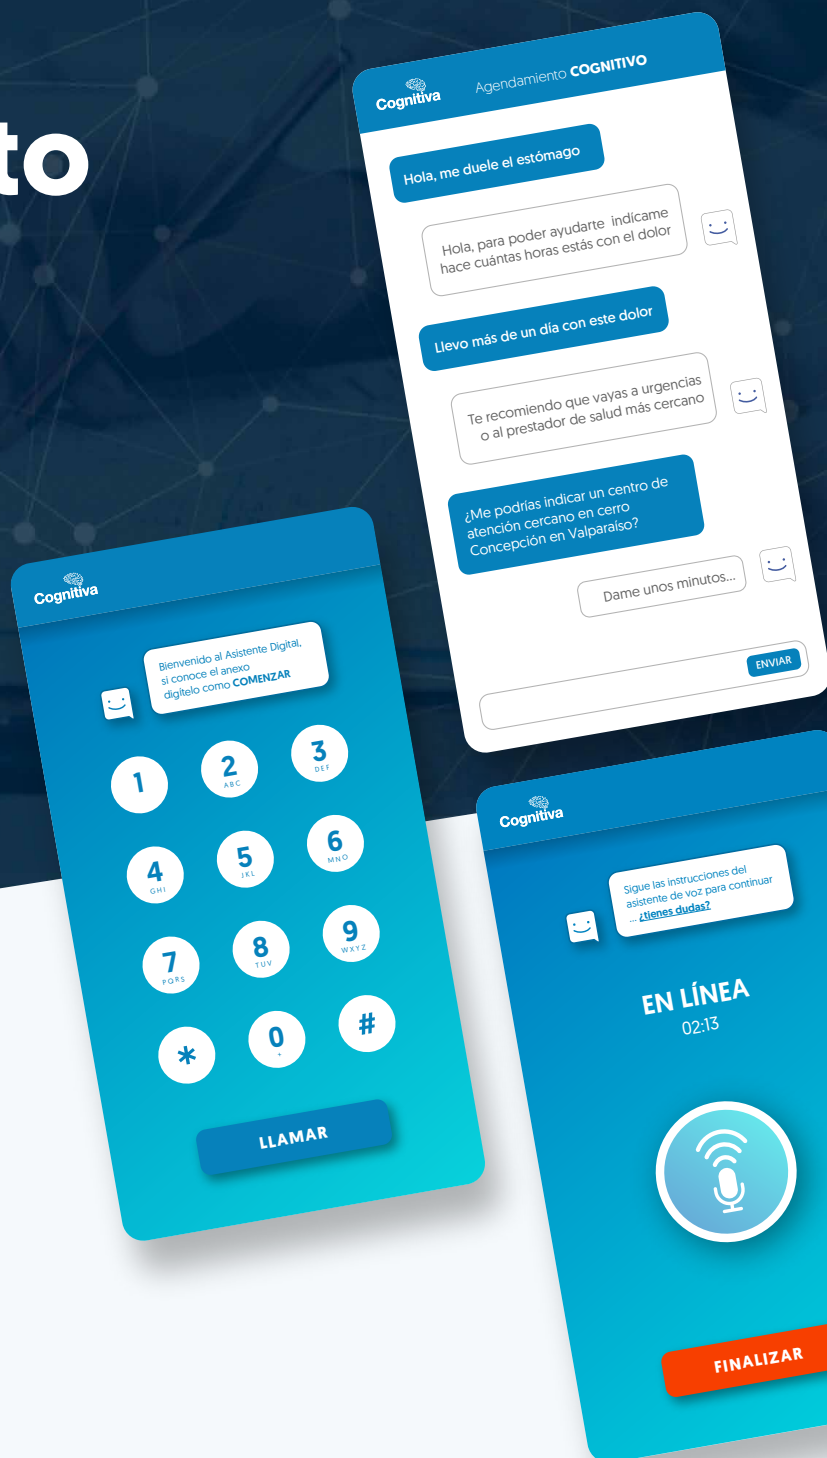 to
Cognitiva
Agendamiento COGNITIVO
Hola, me duele el estómago
Hola, para poder ayudarte indícame
hace cuántas horas estás con el dolor
Llevo más de un día con este dolor
Te recomiendo que vayas a urgencias
o al prestador de salud más cercano
¿Me podrías indicar un centro de
atención cercano en cerro
Concepción en Valparaíso?
Dame unos minutos...
ENVIAR
Cognitiva
Bienvenido al Asistente Digital,
si conoce el anexo
digítelo como COMENZAR
1
2
ABC
3
DEF
4
GHI
5
JKL
6
MNO
7
PQRS
8
TUV
9
WXYZ
*
0
+
#
LLAMAR
Cognitiva
Sigue las instrucciones del
asistente de voz para continuar
... ¿tienes dudas?
EN LÍNEA
02:13
FINALIZAR